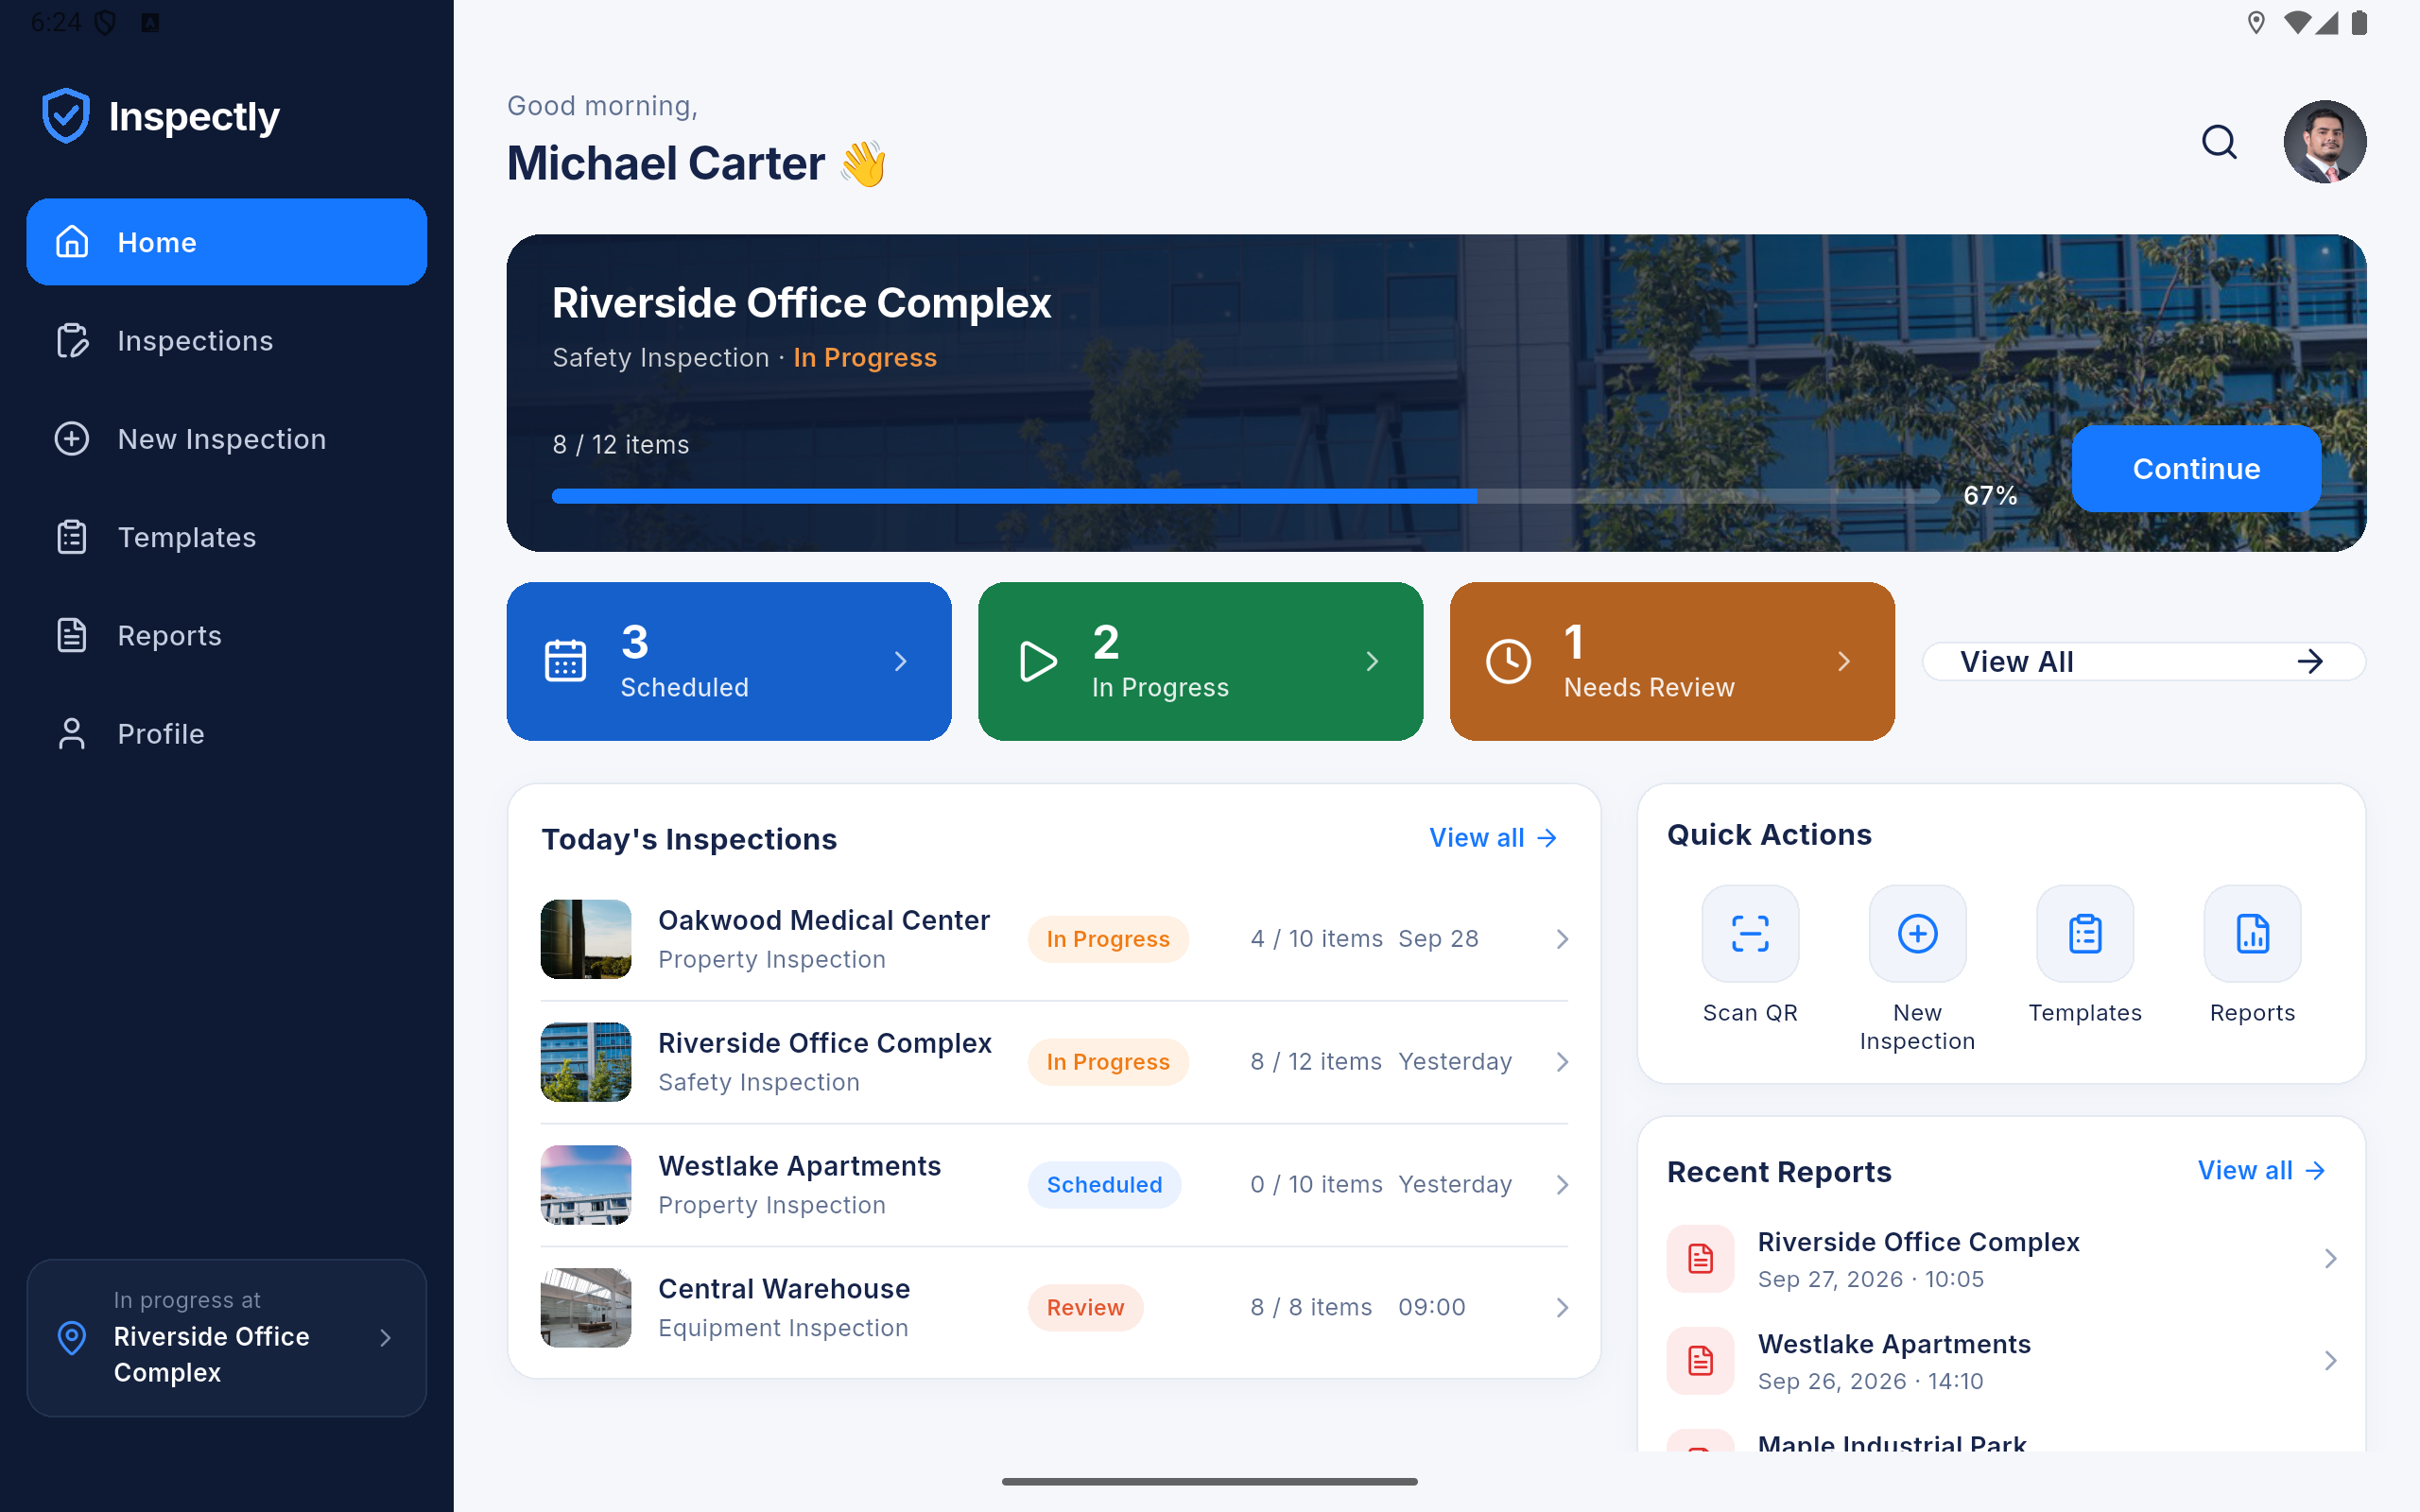 6:24
Inspectly
Home
Inspections
New Inspection
Templates
Reports
Profile
In progress at
Riverside Office
Complex
Good morning,
Michael Carter 👋
Riverside Office Complex
Safety Inspection · In Progress
8 / 12 items
67%
Continue
3
Scheduled
2
In Progress
1
Needs Review
View All
Today's Inspections
View all
Oakwood Medical Center
Property Inspection
In Progress
4 / 10 items
Sep 28
Riverside Office Complex
Safety Inspection
In Progress
8 / 12 items
Yesterday
Westlake Apartments
Property Inspection
Scheduled
0 / 10 items
Yesterday
Central Warehouse
Equipment Inspection
Review
8 / 8 items
09:00
Quick Actions
Scan QR
New
Inspection
Templates
Reports
Recent Reports
View all
Riverside Office Complex
Sep 27, 2026 · 10:05
Westlake Apartments
Sep 26, 2026 · 14:10
Maple Industrial Park